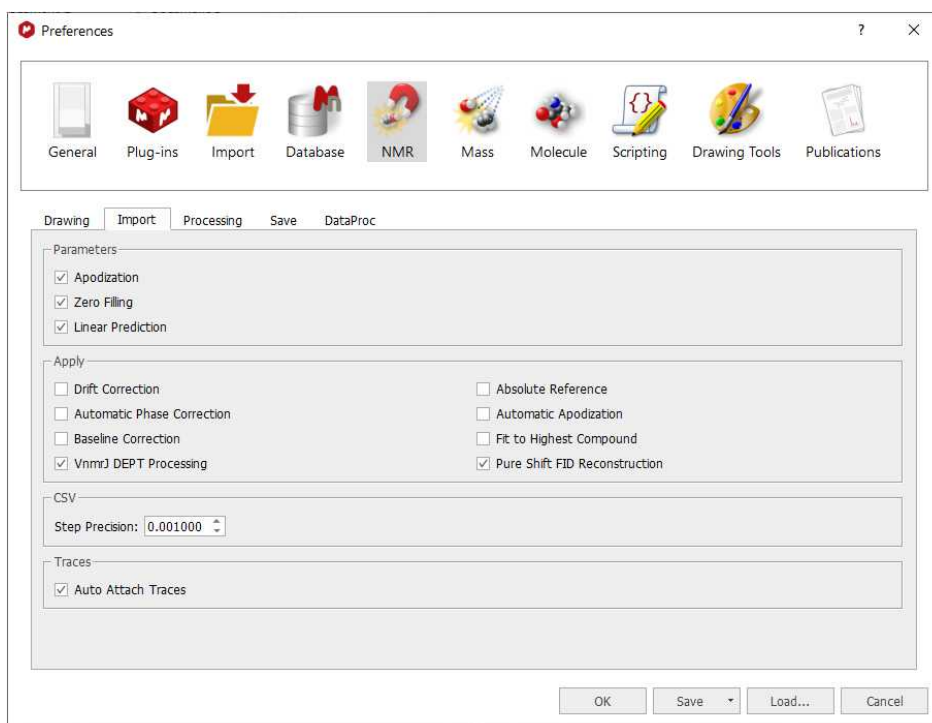 Preferences
?
General Plug-ins Import Database NMR Mass Molecule Scripting Drawing Tools Publications
Drawing Import Processing Save DataProc
Parameters
Apodization
Zero Filling
Linear Prediction
Apply
Drift Correction Absolute Reference
Automatic Phase Correction Automatic Apodization
Baseline Correction Fit to Highest Compound
VnmrJ DEPT Processing Pure Shift FID Reconstruction
CSV
Step Precision: 0.001000
Traces
Auto Attach Traces
OK Save Load... Cancel